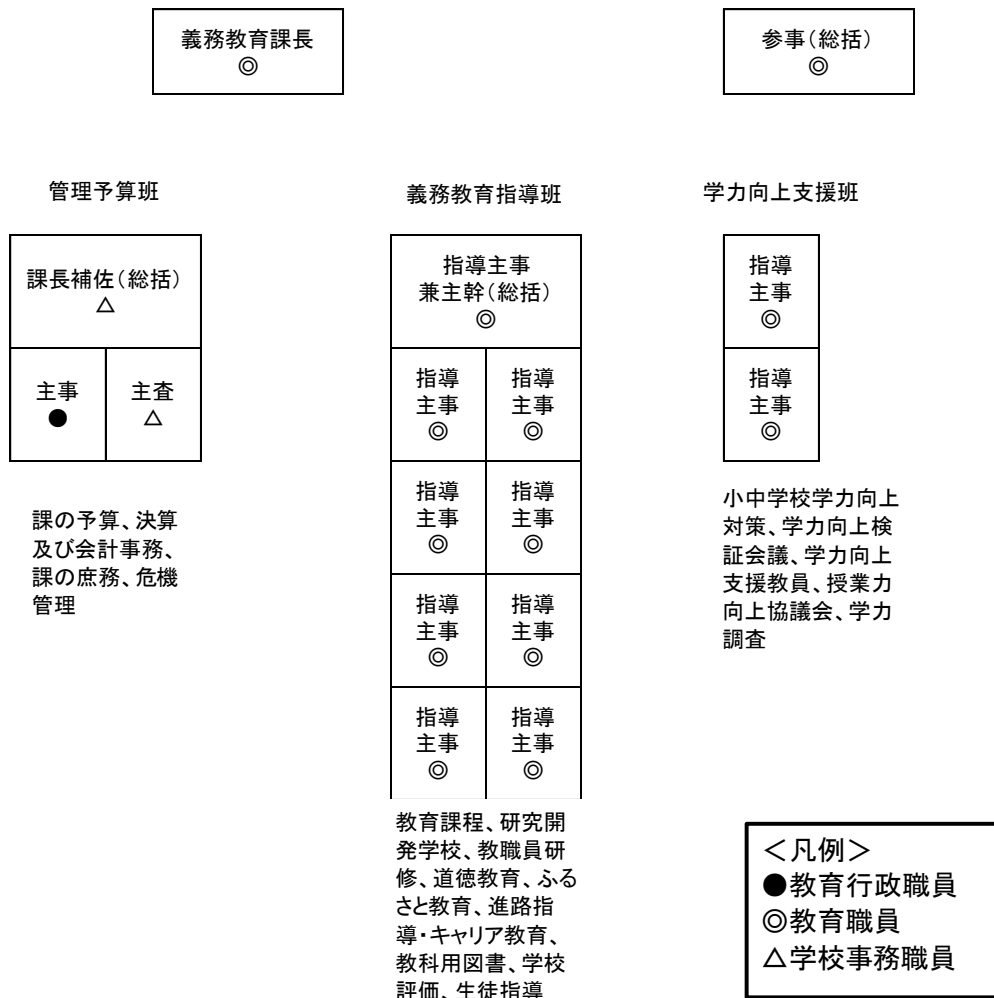 義務教育課長
◎
参事(総括)
◎
管理予算班
課長補佐(総括)
△
主事
●
主査
△
課の予算、決算
及び会計事務、
課の庶務、危機
管理
義務教育指導班
指導主事
兼主幹(総括)
◎
指導
主事
◎
指導
主事
◎
指導
主事
◎
指導
主事
◎
指導
主事
◎
指導
主事
◎
指導
主事
◎
指導
主事
◎
教育課程、研究開
発学校、教職員研
修、道徳教育、ふる
さと教育、進路指
導・キャリア教育、
教科用図書、学校
評価、生徒指導
学力向上支援班
指導
主事
◎
指導
主事
◎
小中学校学力向上
対策、学力向上検
証会議、学力向上
支援教員、授業力
向上協議会、学力
調査
<凡例>
●教育行政職員
◎教育職員
△学校事務職員